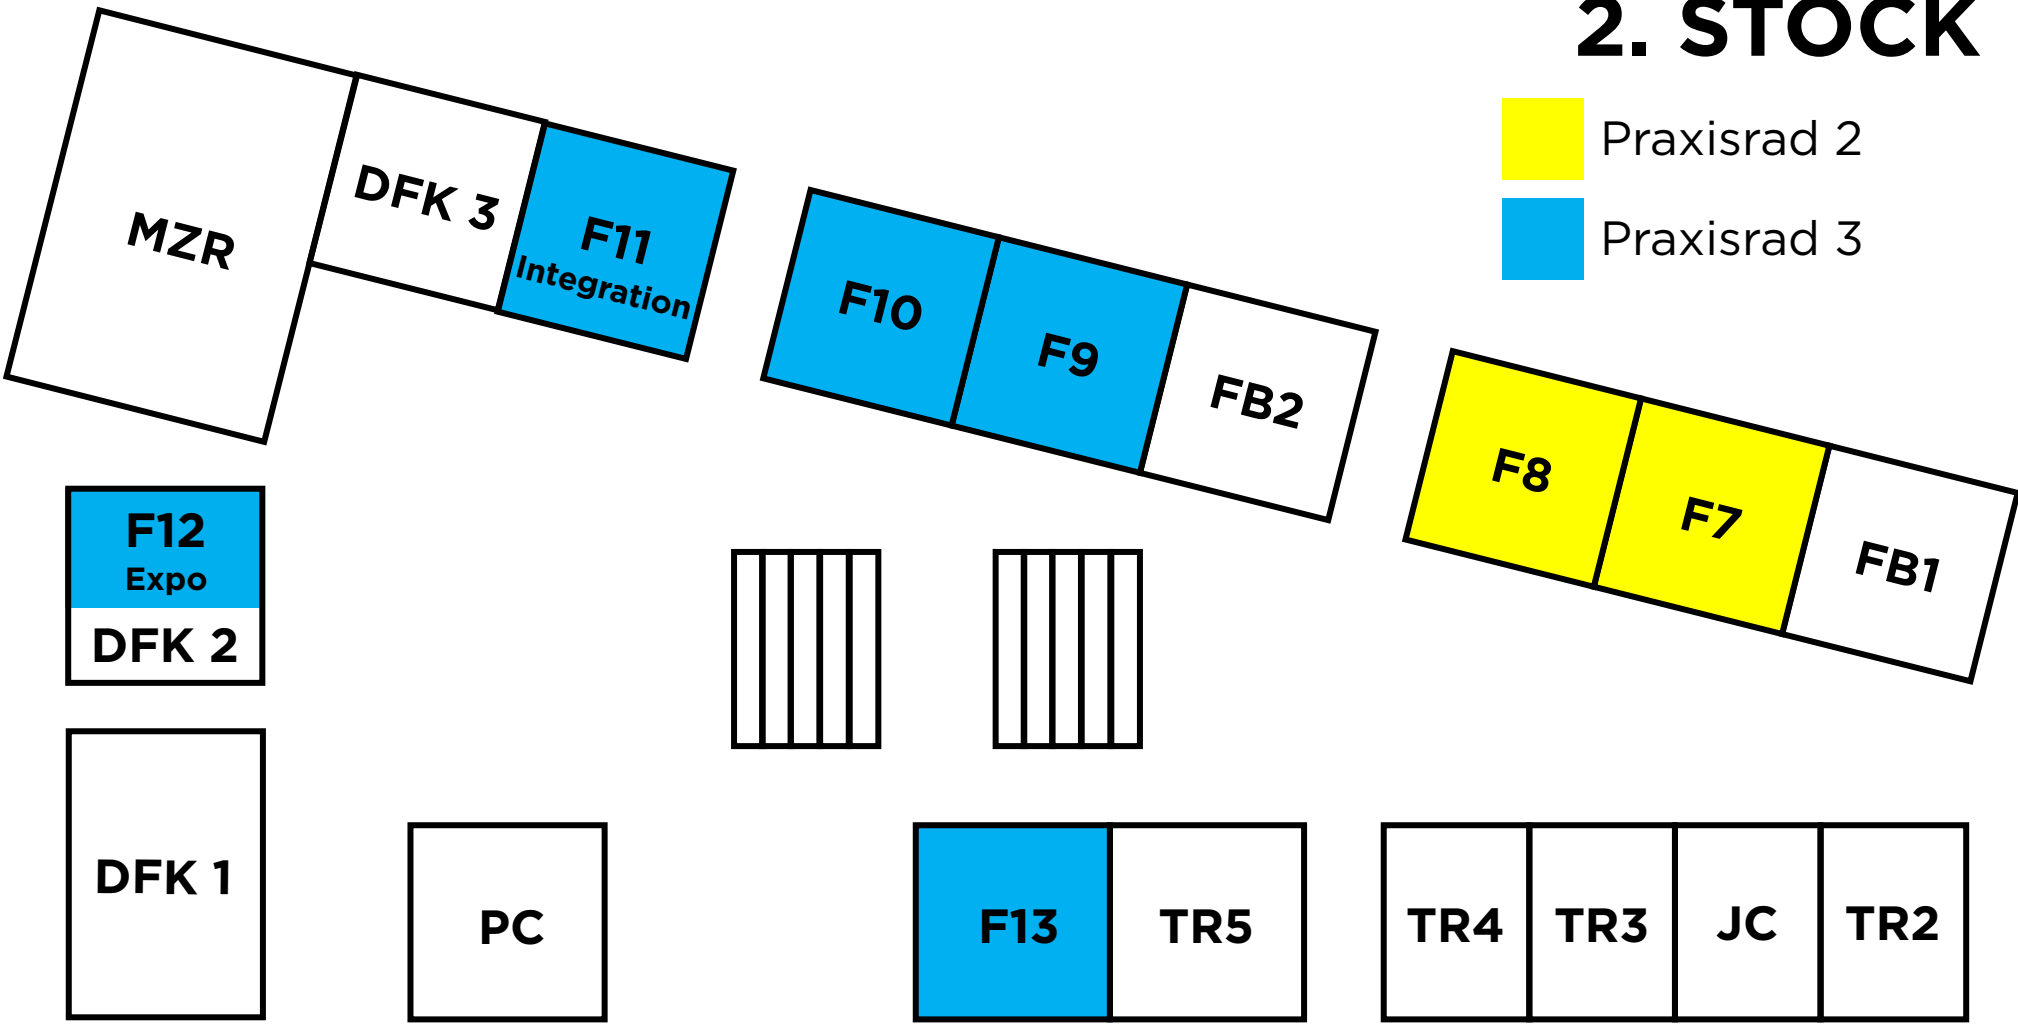 2. STOCK
Praxisrad 2
Praxisrad 3
MZR
DFK 3
F11
Integration
F10
F9
FB2
F8
F7
FB1
F12
Expo
DFK 2
DFK 1
PC
F13
TR5
TR4
TR3
JC
TR2